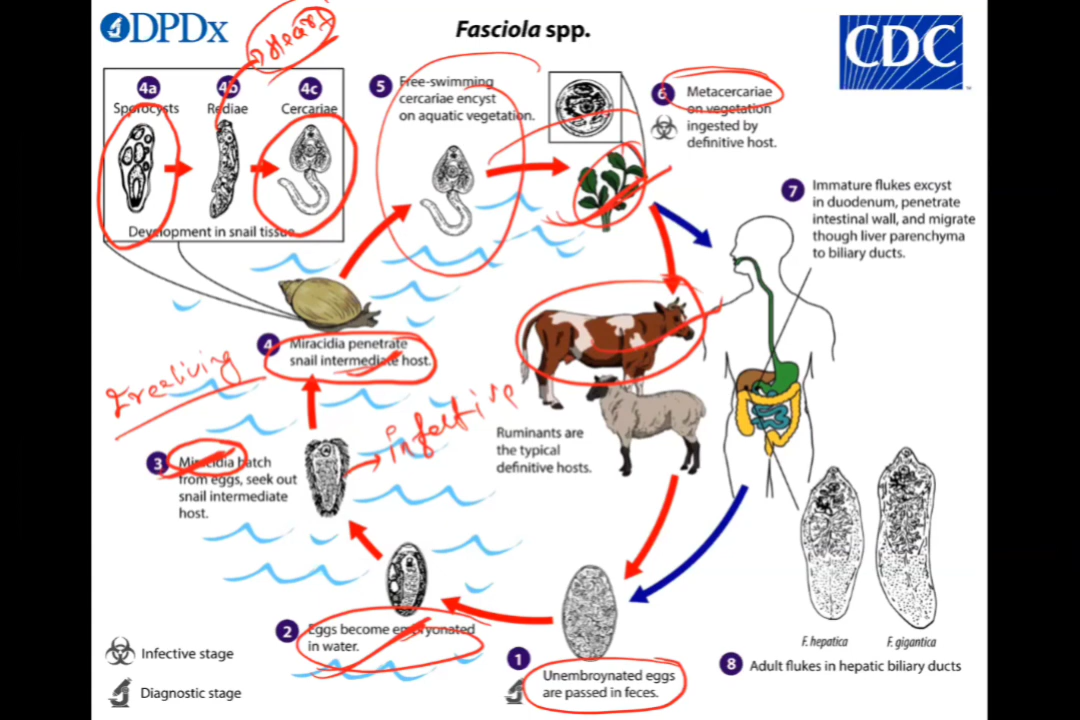 DPDx
Fasciola spp.
CDC
Heart
4a
4b
4c
Sporocysts
Rediae
Cercariae
Development in snail tissue
5
Free-swimming
cercariae encyst
on aquatic vegetation.
6
Metacercariae
on vegetation
ingested by
definitive host.
7
Immature flukes excyst
in duodenum, penetrate
intestinal wall, and migrate
though liver parenchyma
to biliary ducts.
4
Miracidia penetrate
snail intermediate host.
Freeliving
infective
3
Miracidia hatch
from eggs, seek out
snail intermediate
host.
Ruminants are
the typical
definitive hosts.
2
Eggs become embryonated
in water.
1
Unembroynated eggs
are passed in feces.
F. hepatica
F. gigantica
8
Adult flukes in hepatic biliary ducts
Infective stage
Diagnostic stage